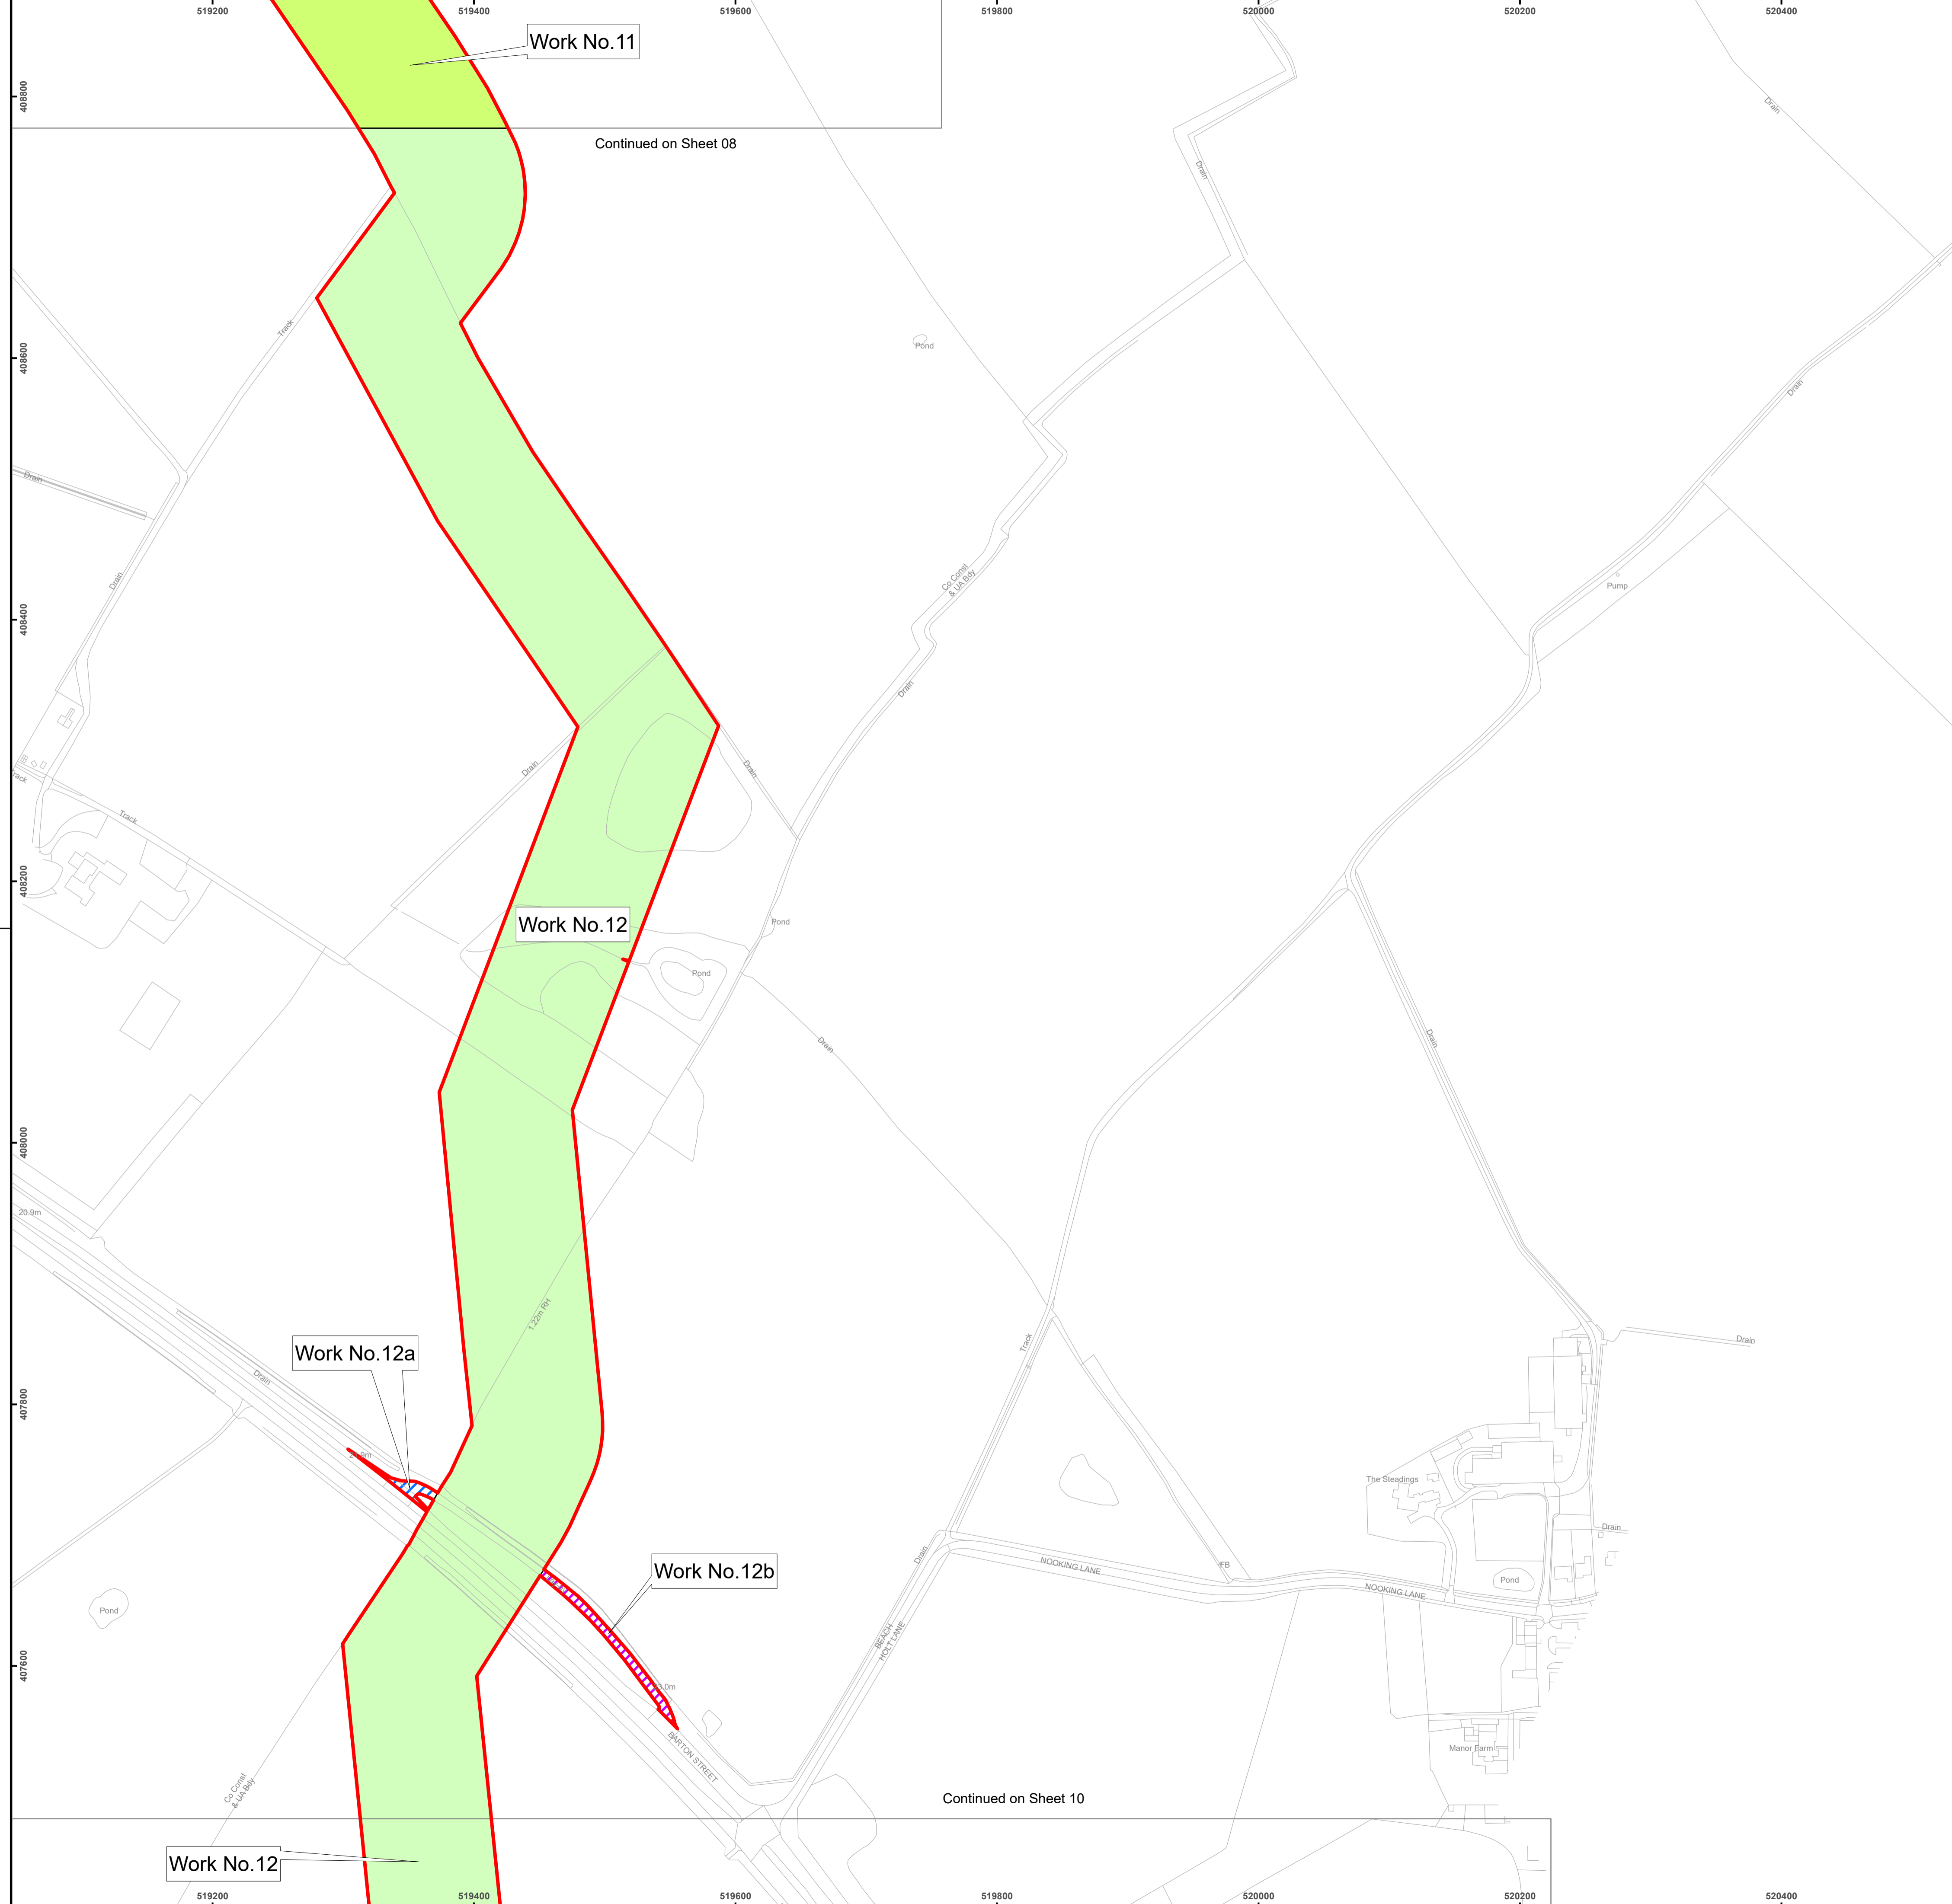 519200
519400
519600
519800
520000
520200
520400
Work No.11
408800
Drain
Continued on Sheet 08
Drain
Track
Pond
408600
Drain
Drain
Drain
Co Const
& UA Bdy
Pump
408400
Drain
Drain
Drain
Track
Track
408200
Work No.12
Pond
Pond
Drain
Drain
408000
20.9m
1.22m RH
Track
Drain
Work No.12a
Drain
407800
The Steadings
Drain
Drain
FB
NOOKING LANE
Work No.12b
Pond
NOOKING LANE
Pond
BEACH
HOLT LANE
407600
BARTON STREET
Manor Farm
Co Const
& UA Bdy
Continued on Sheet 10
Work No.12
519200
519400
519600
519800
520000
520200
520400